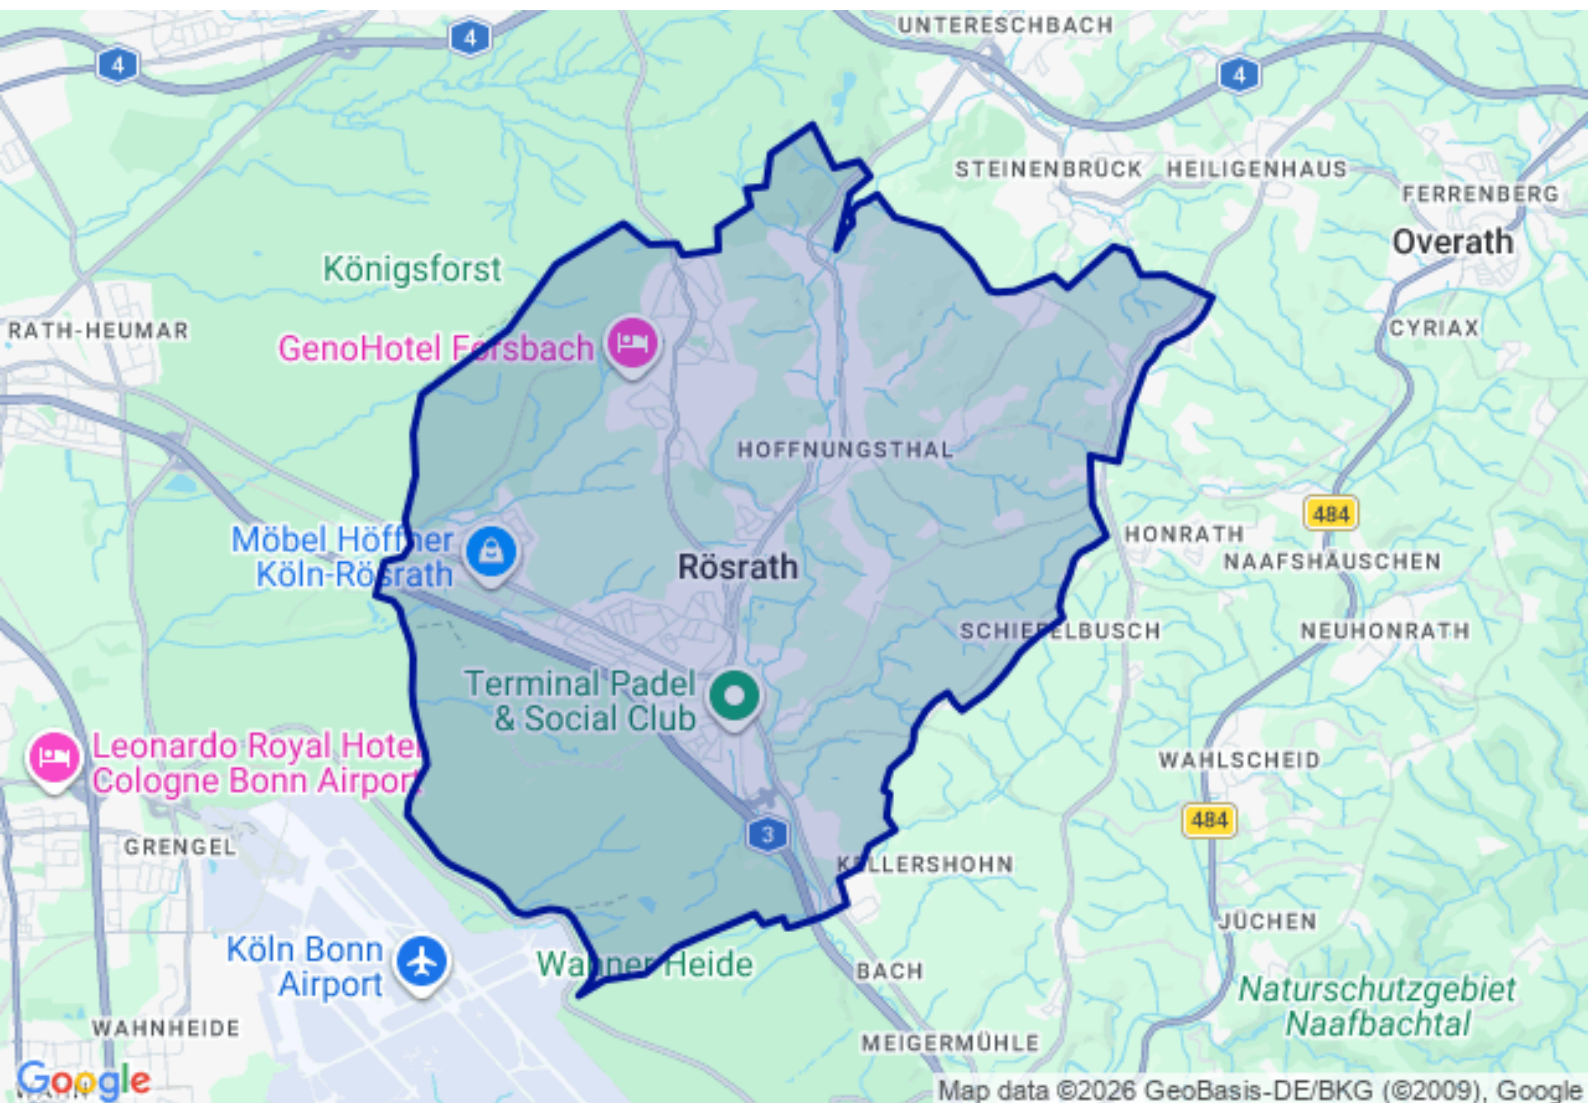 UNTERESCHBACH
4
4
4
STEINENBRÜCK
HEILIGENHAUS
FERRENBERG
Overath
Königsforst
RATH-HEUMAR
CYRIAX
GenoHotel Forsbach
HOFFNUNGSTHAL
484
Möbel Höffner
Köln-Rösrath
HONRATH
NAAFSHÄUSCHEN
Rösrath
SCHIEFELBUSCH
NEUHONRATH
Terminal Padel
& Social Club
Leonardo Royal Hotel
Cologne Bonn Airport
WAHLSCHEID
484
3
GRENGEL
KELLERSHOHN
JÜCHEN
Köln Bonn
Airport
Wahner Heide
BACH
Naturschutzgebiet
Naafbachtal
WAHNHEIDE
MEIGERMÜHLE
Google
Map data ©2026 GeoBasis-DE/BKG (©2009), Google